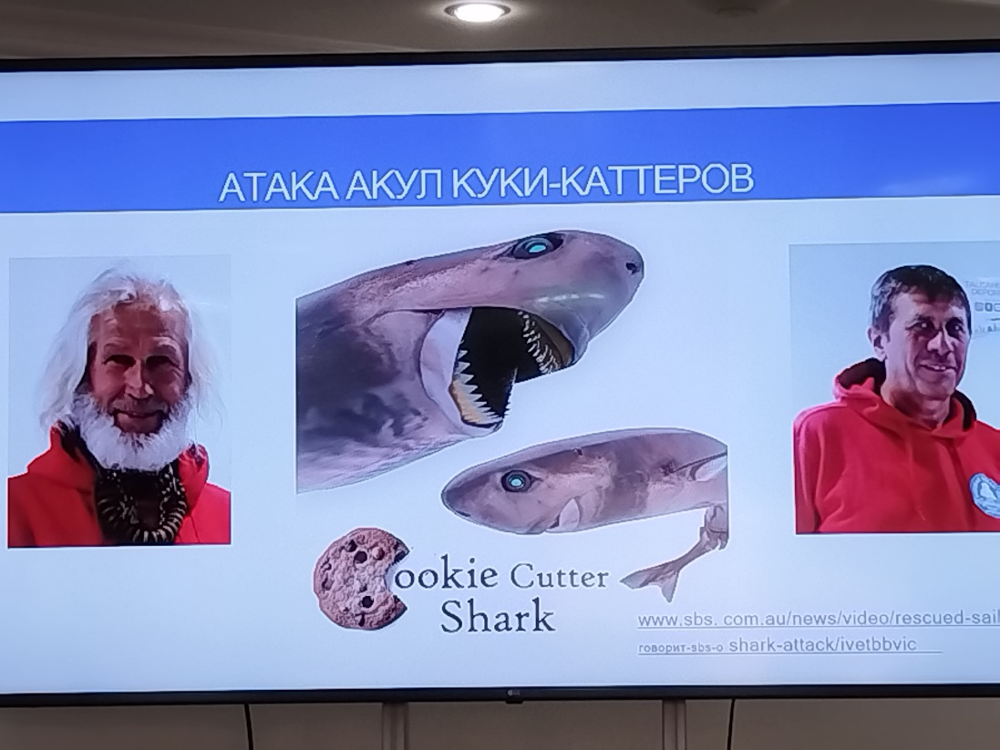 АТАКА АКУЛ КУКИ-КАТТЕРОВ
ookie Cutter
Shark
www.sbs. com.au/news/video/rescued-sail
говорит-sbs-о shark-attack/ivetbbvic
LG